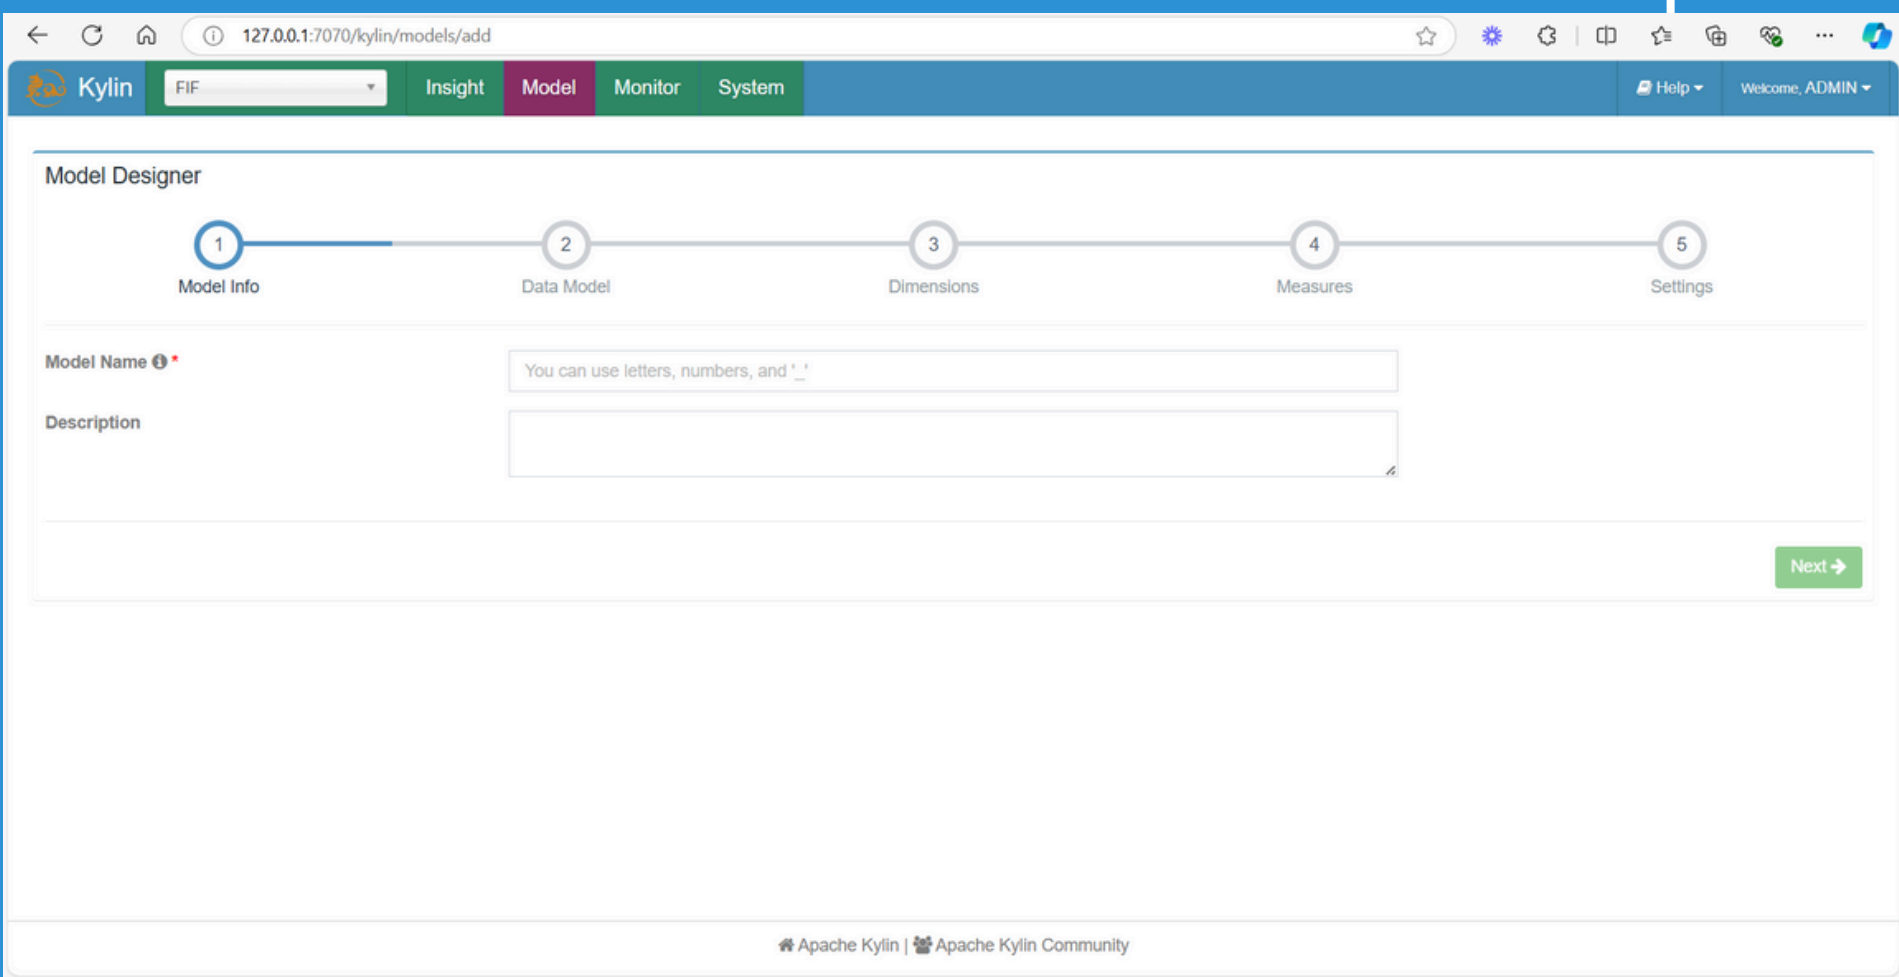 127.0.0.1:7070/kylin/models/add
Kylin FIF Insight Model Monitor System Help Welcome, ADMIN
Model Designer
1 2 3 4 5
Model Info Data Model Dimensions Measures Settings
Model Name * You can use letters, numbers, and '_'
Description
Next
Apache Kylin | Apache Kylin Community